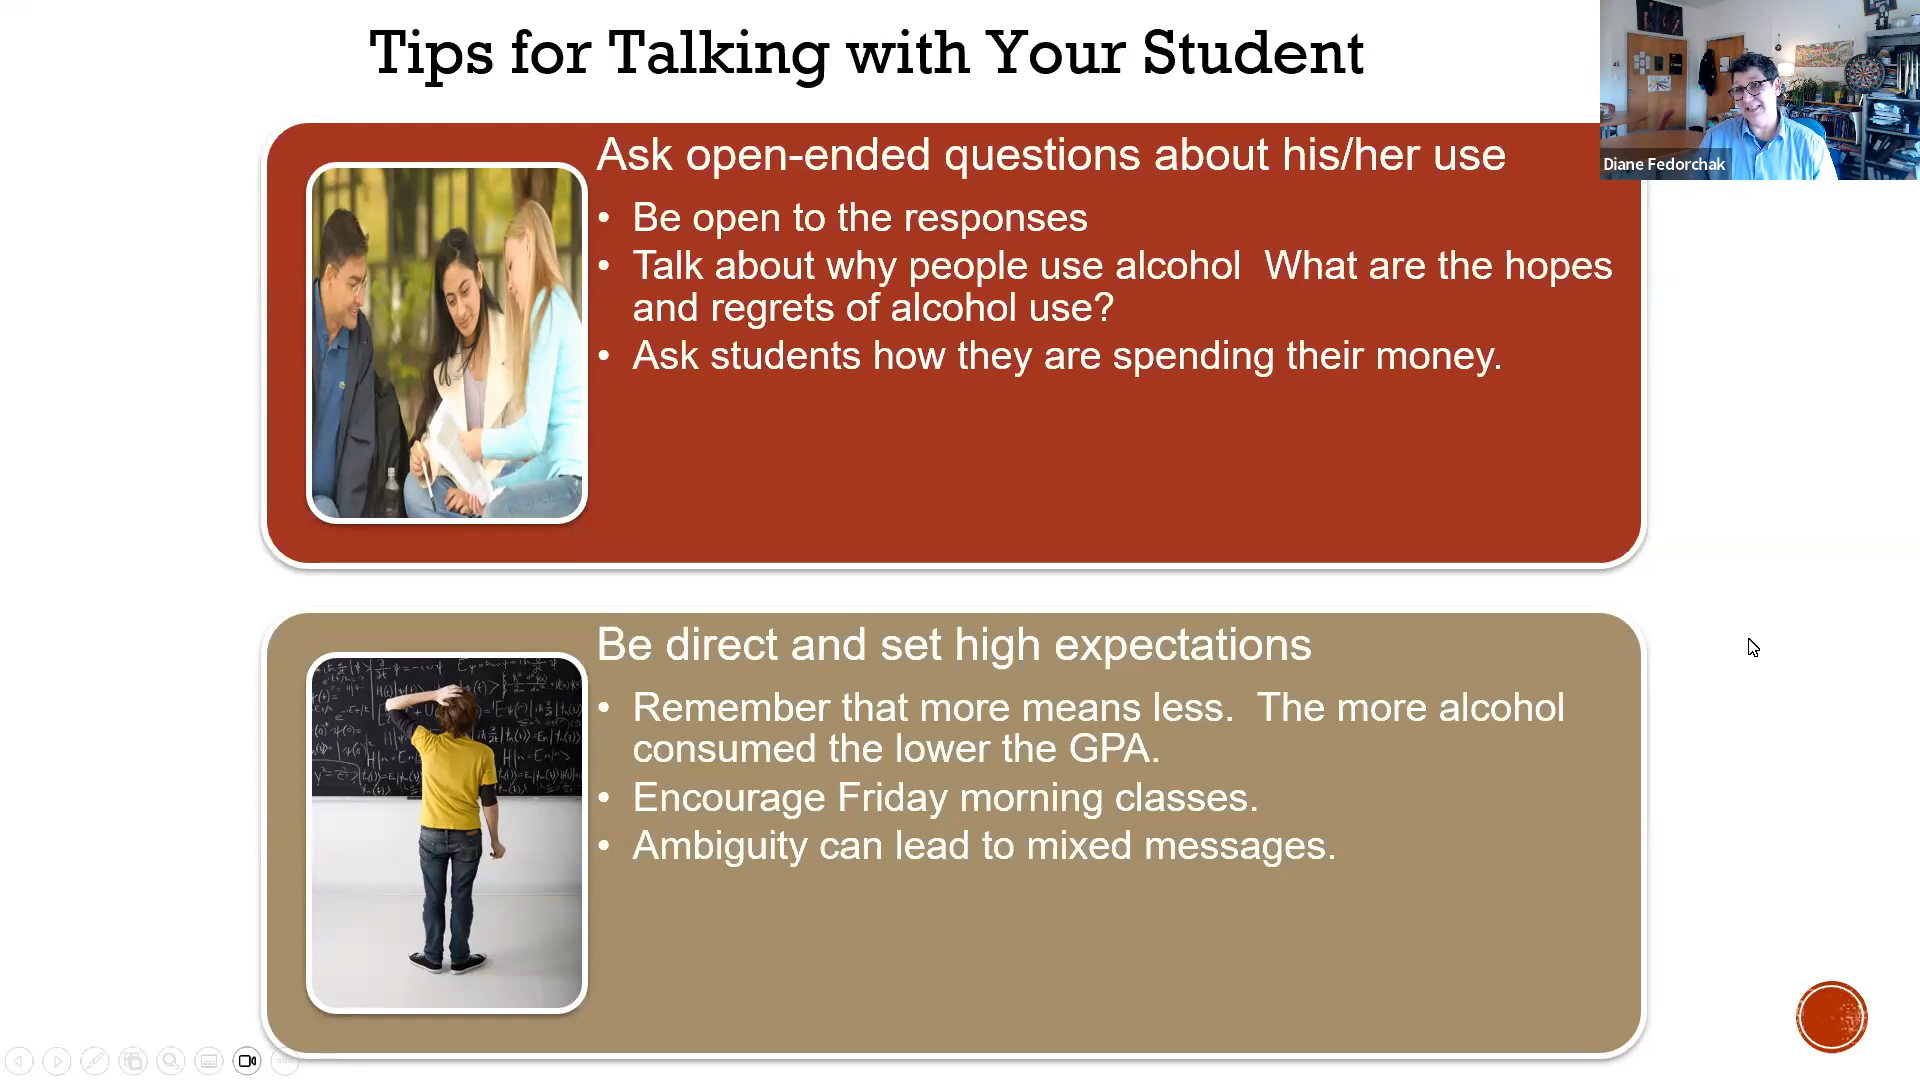 Tips for Talking with Your Student
Diane Fedorchak
Ask open-ended questions about his/her use
• Be open to the responses
• Talk about why people use alcohol  What are the hopes
and regrets of alcohol use?
• Ask students how they are spending their money.
Be direct and set high expectations
• Remember that more means less.  The more alcohol
consumed the lower the GPA.
• Encourage Friday morning classes.
• Ambiguity can lead to mixed messages.